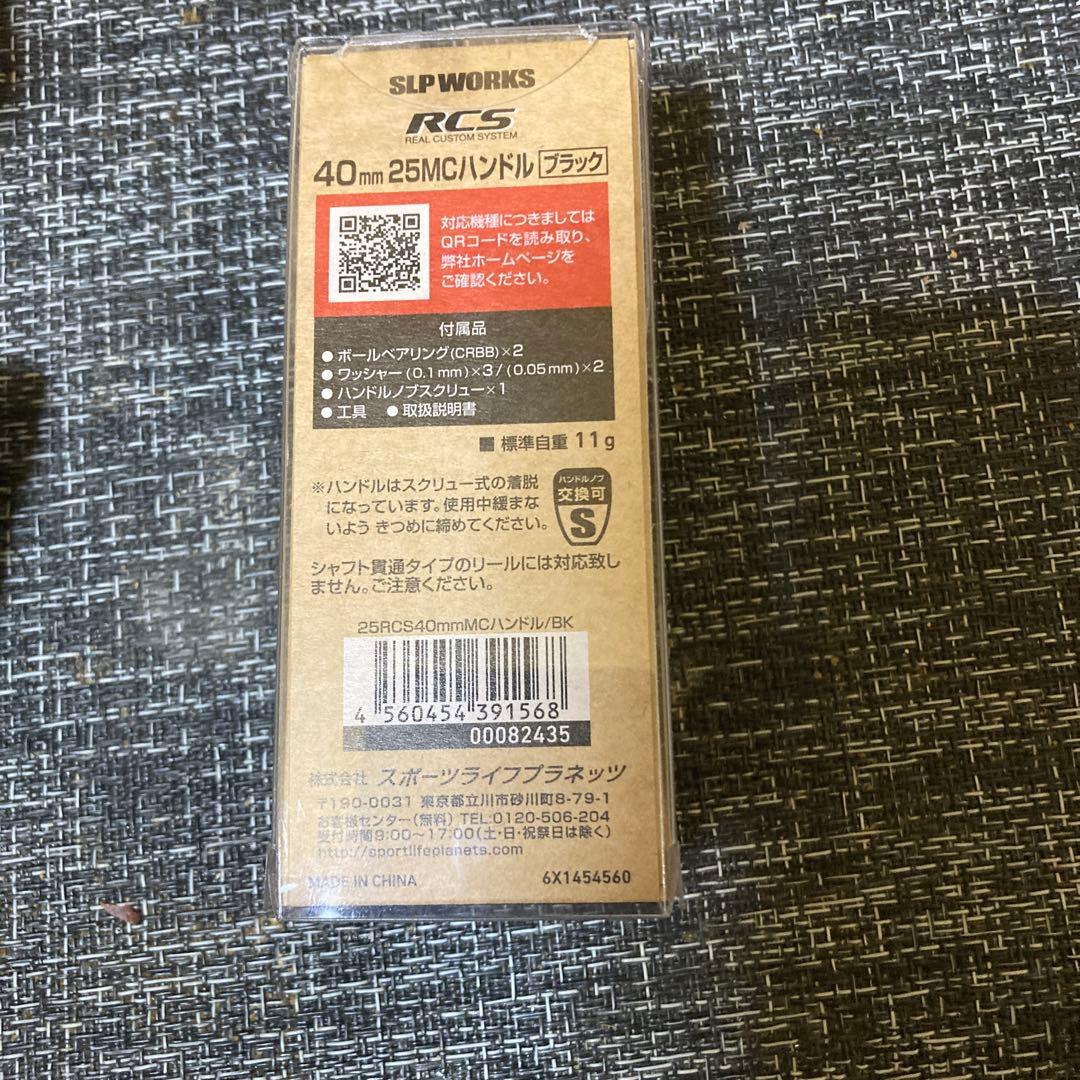 SLP WORKS
RCS
REAL CUSTOM SYSTEM
40mm 25MCハンドル ブラック
対応機種につきましては
QRコードを読み取り、
弊社ホームページを
ご確認ください。
付属品
● ボールベアリング(CRBB)×2
● ワッシャー(0.1mm)×3/(0.05mm)×2
● ハンドルノブスクリュー×1
● 工具 ● 取扱説明書
■ 標準自重 11g
※ハンドルはスクリュー式の着脱
になっています。使用中緩まな
いよう きつめに締めてください。
ハンドルノブ
交換可
S
シャフト貫通タイプのリールには対応致し
ません。ご注意ください。
25RCS40mmMCハンドル/BK
4 560454 391568
00082435
株式会社 スポーツライフプラネッツ
〒190-0031 東京都立川市砂川町8-79-1
お客様センター(無料) TEL:0120-506-204
受付時間9:00～17:00(土・日・祝祭日は除く)
http://sportlifeplanets.com
MADE IN CHINA 6X1454560